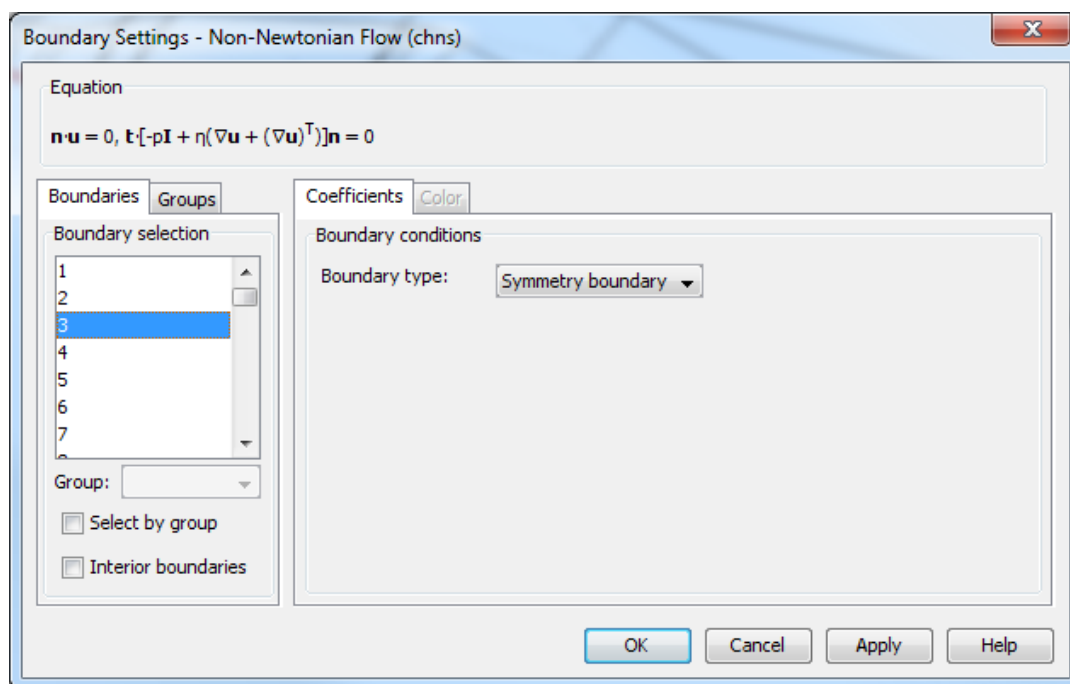 Boundary Settings - Non-Newtonian Flow (chns)
Equation
n·u = 0, t·[-pI + η(∇u + (∇u)ᵀ)]n = 0
Boundaries Groups
Boundary selection
1
2
3
4
5
6
7
Group:
Select by group
Interior boundaries
Coefficients Color
Boundary conditions
Boundary type: Symmetry boundary
OK Cancel Apply Help